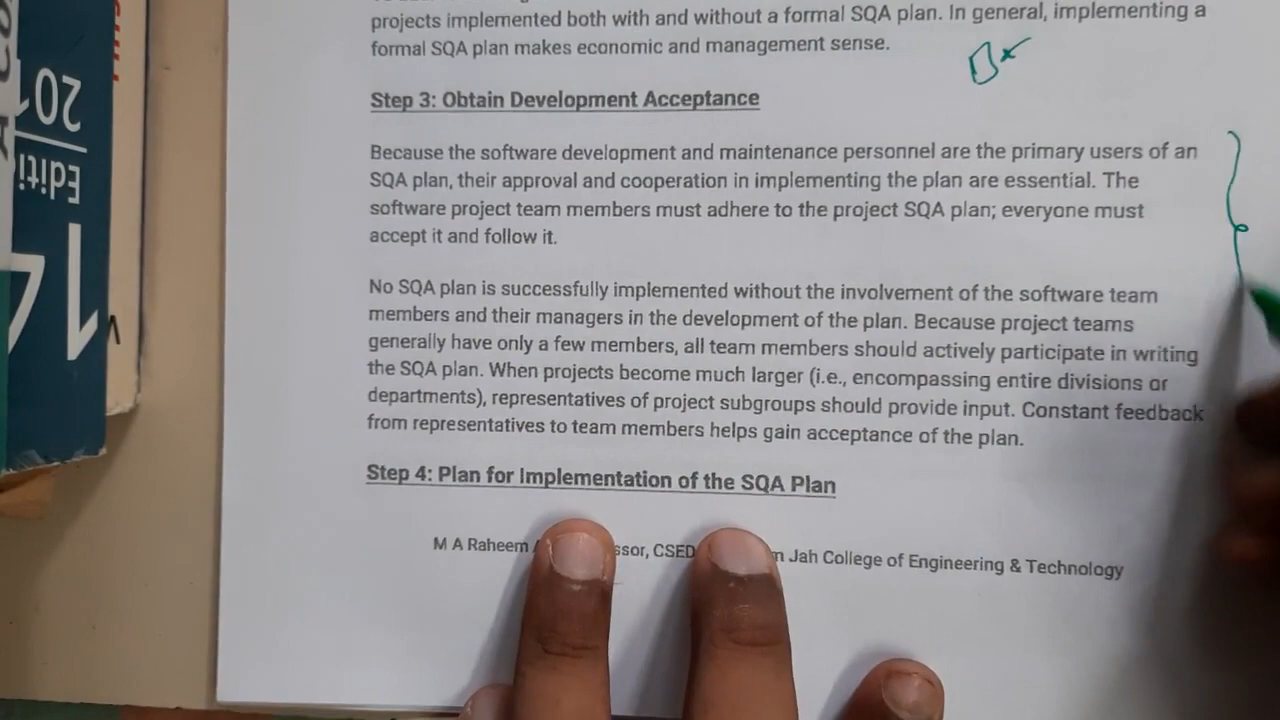 projects implemented both with and without a formal SQA plan. In general, implementing a
formal SQA plan makes economic and management sense.
Step 3: Obtain Development Acceptance
Because the software development and maintenance personnel are the primary users of an
SQA plan, their approval and cooperation in implementing the plan are essential. The
software project team members must adhere to the project SQA plan; everyone must
accept it and follow it.
No SQA plan is successfully implemented without the involvement of the software team
members and their managers in the development of the plan. Because project teams
generally have only a few members, all team members should actively participate in writing
the SQA plan. When projects become much larger (i.e., encompassing entire divisions or
departments), representatives of project subgroups should provide input. Constant feedback
from representatives to team members helps gain acceptance of the plan.
Step 4: Plan for Implementation of the SQA Plan
M A Raheem CSED Jah College of Engineering & Technology
201
Editi
14